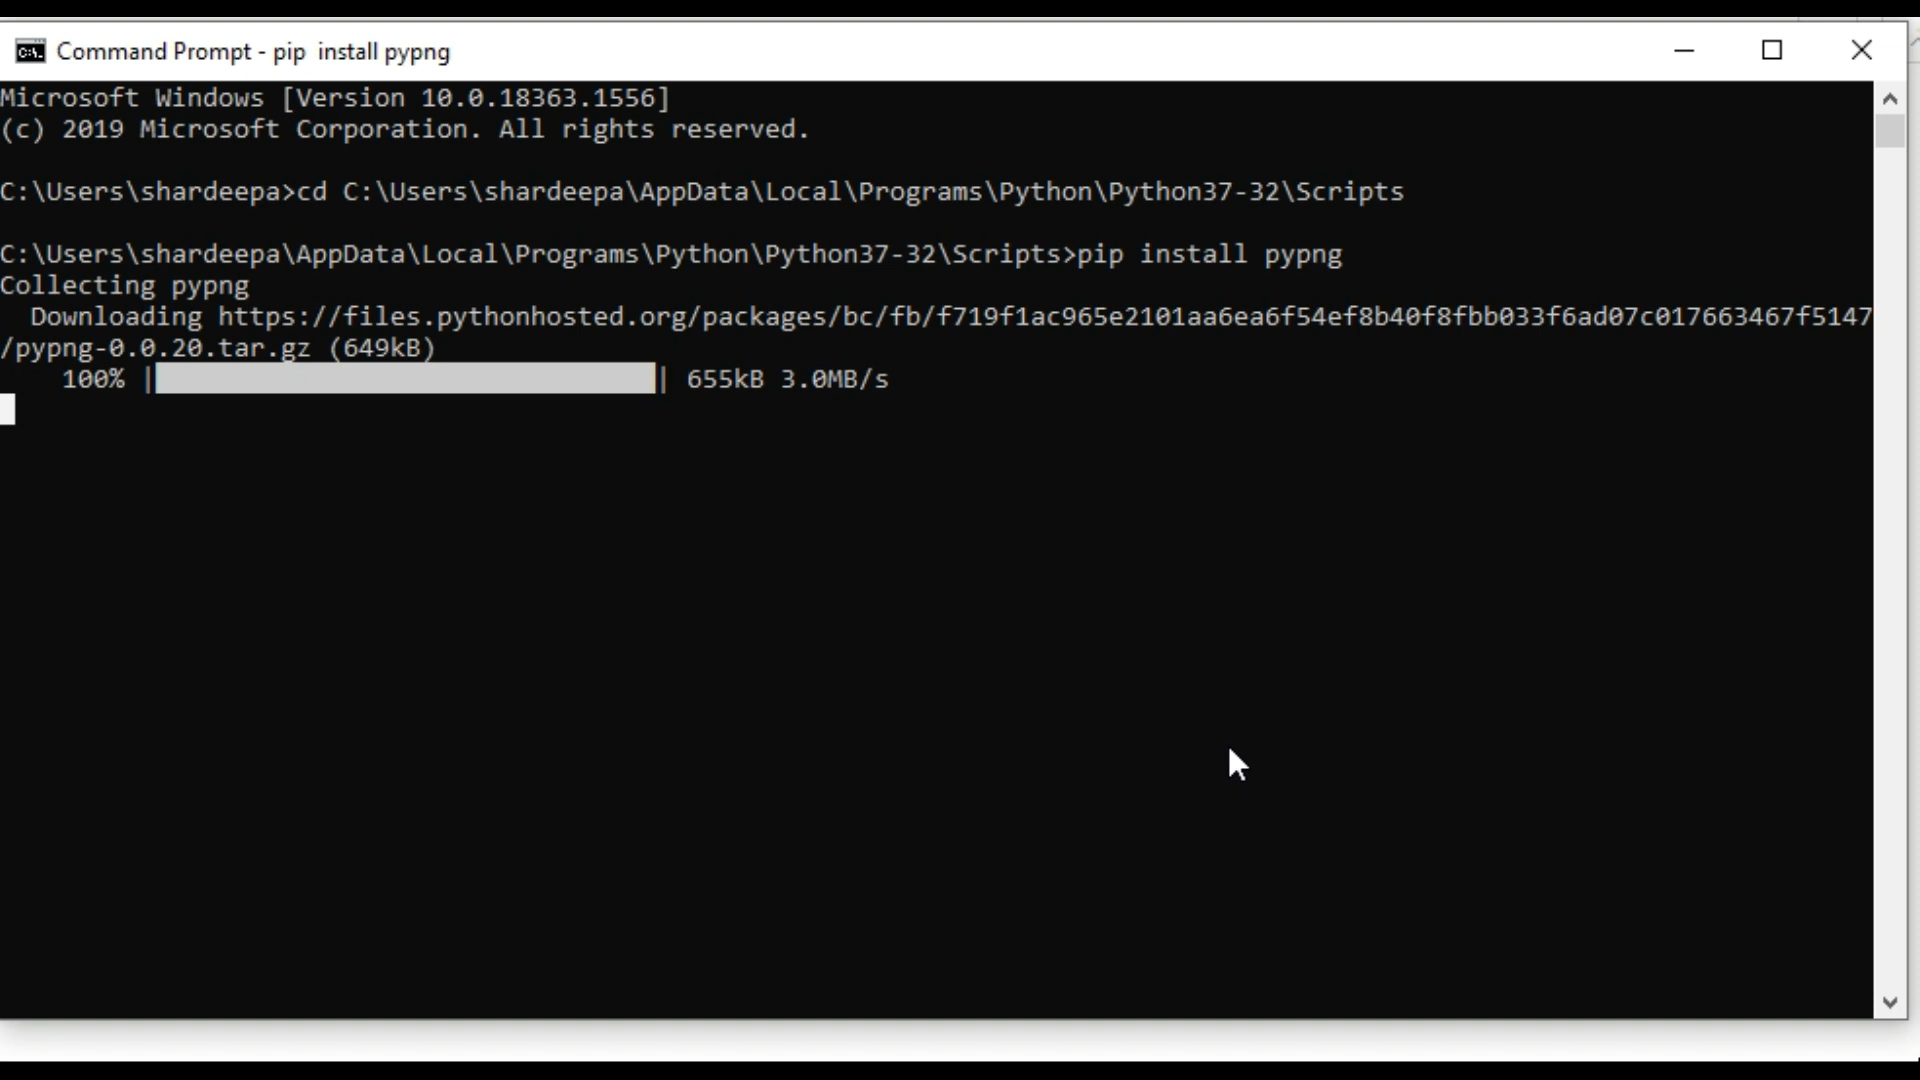 Command Prompt - pip  install pypng
Microsoft Windows [Version 10.0.18363.1556]
(c) 2019 Microsoft Corporation. All rights reserved.
C:\Users\shardeepa>cd C:\Users\shardeepa\AppData\Local\Programs\Python\Python37-32\Scripts
C:\Users\shardeepa\AppData\Local\Programs\Python\Python37-32\Scripts>pip install pypng
Collecting pypng
  Downloading https://files.pythonhosted.org/packages/bc/fb/f719f1ac965e2101aa6ea6f54ef8b40f8fbb033f6ad07c017663467f5147
/pypng-0.0.20.tar.gz (649kB)
    100% |████████████████████████████████| 655kB 3.0MB/s